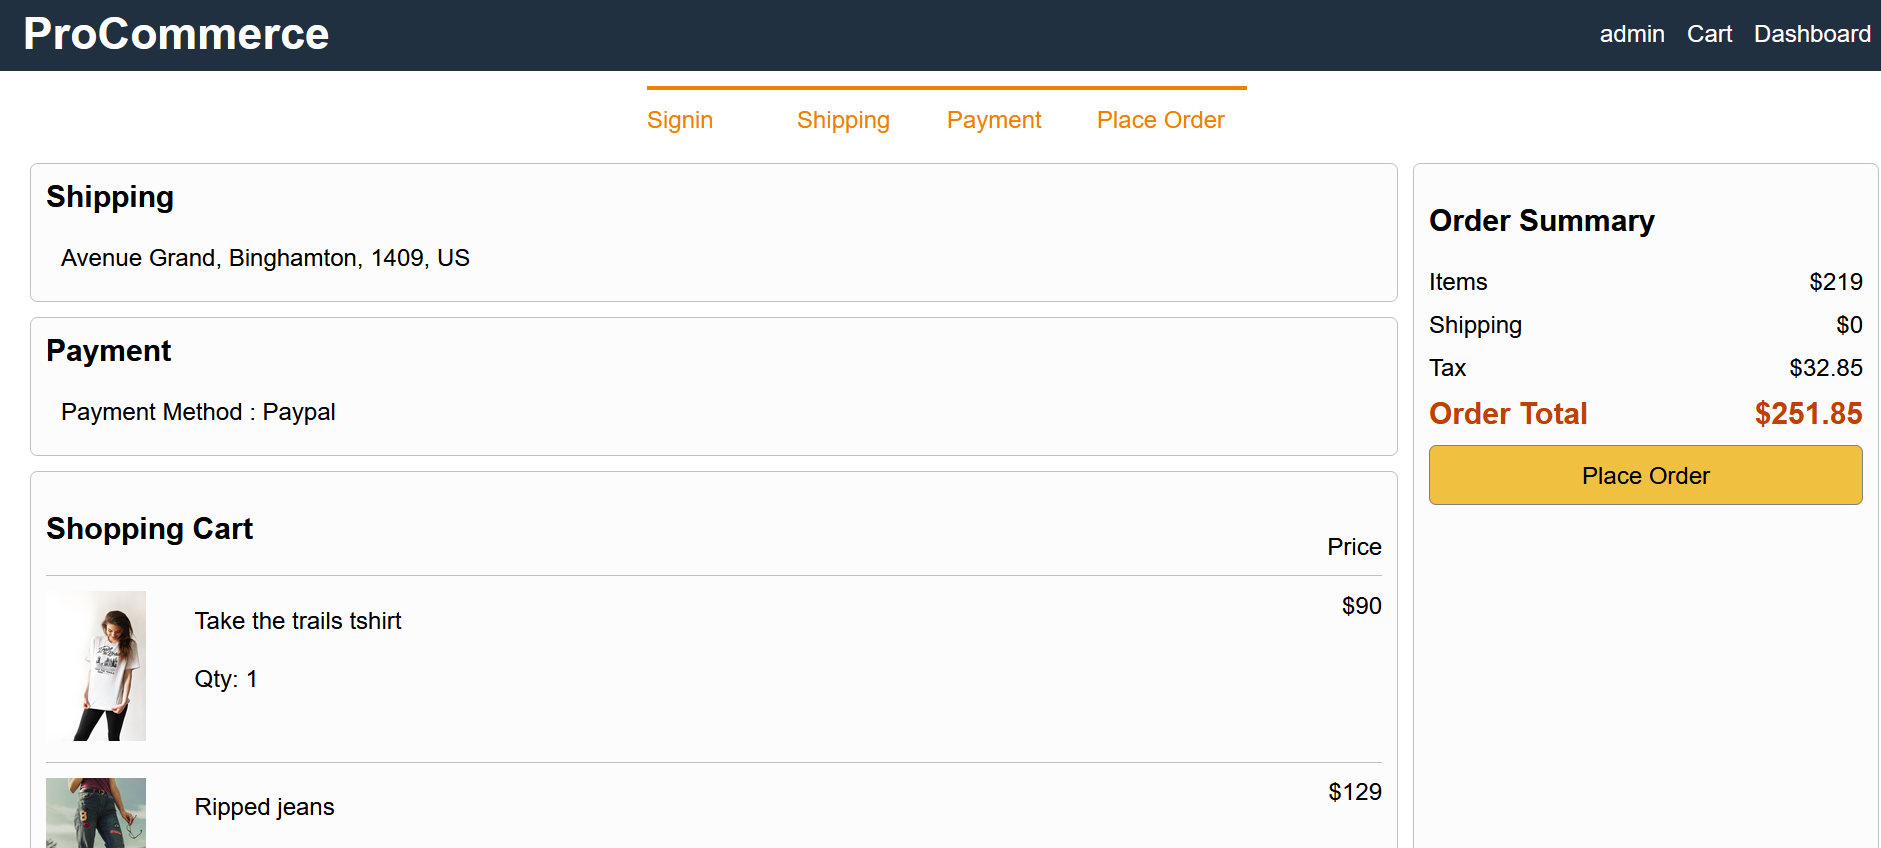 ProCommerce
admin Cart Dashboard
Signin Shipping Payment Place Order
Shipping
Avenue Grand, Binghamton, 1409, US
Payment
Payment Method : Paypal
Shopping Cart
Price
Take the trails tshirt
$90
Qty: 1
Ripped jeans
$129
Order Summary
Items $219
Shipping $0
Tax $32.85
Order Total $251.85
Place Order